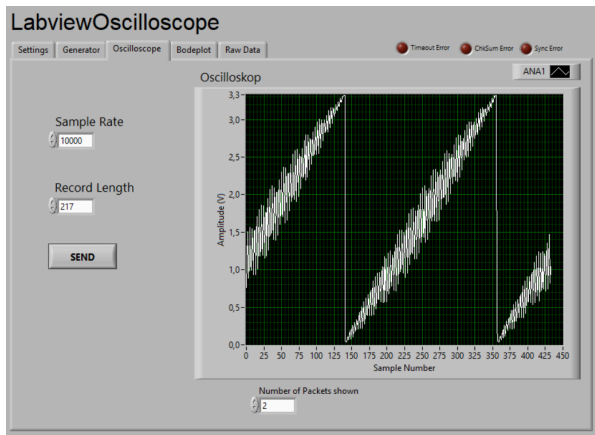 LabviewOscilloscope
Settings Generator Oscilloscope Bodeplot Raw Data Timeout Error ChkSum Error Sync Error
Oscilloskop ANA1
Sample Rate
10000
Record Length
217
SEND
Amplitude (V)
3,3
3,0
2,5
2,0
1,5
1,0
0,5
0,0
0 25 50 75 100 125 150 175 200 225 250 275 300 325 350 375 400 425 450
Sample Number
Number of Packets shown
2